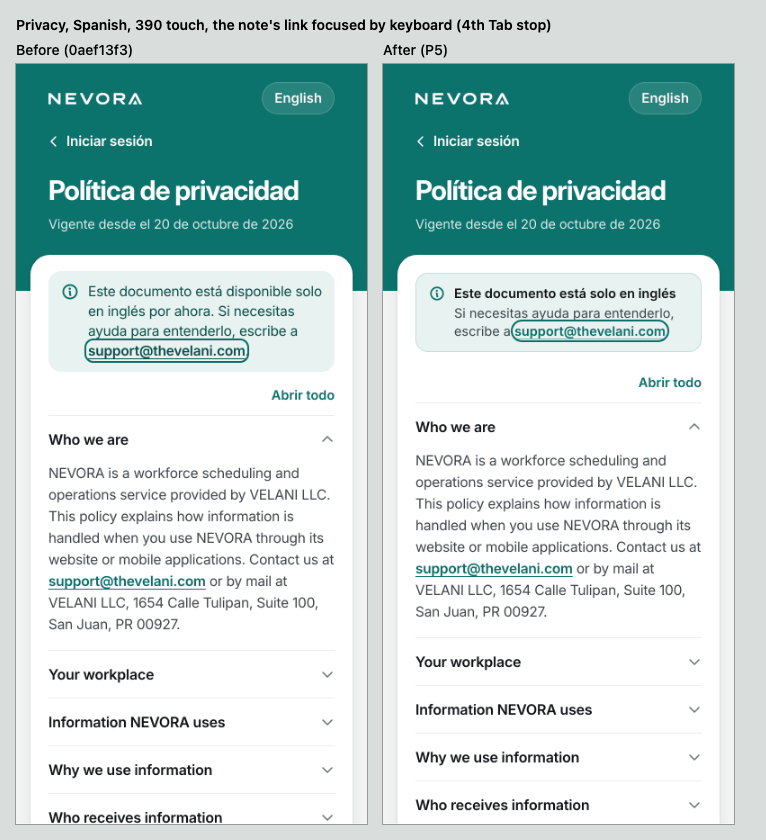 Privacy, Spanish, 390 touch, the note's link focused by keyboard (4th Tab stop)
Before (0aef13f3)
NEVORA
English
Iniciar sesión
Política de privacidad
Vigente desde el 20 de octubre de 2026
Este documento está disponible solo
en inglés por ahora. Si necesitas
ayuda para entenderlo, escribe a
support@thevelani.com.
Abrir todo
Who we are
NEVORA is a workforce scheduling and
operations service provided by VELANI LLC.
This policy explains how information is
handled when you use NEVORA through its
website or mobile applications. Contact us at
support@thevelani.com or by mail at
VELANI LLC, 1654 Calle Tulipan, Suite 100,
San Juan, PR 00927.
Your workplace
Information NEVORA uses
Why we use information
Who receives information
After (P5)
NEVORA
English
Iniciar sesión
Política de privacidad
Vigente desde el 20 de octubre de 2026
Este documento está solo en inglés
Si necesitas ayuda para entenderlo,
escribe a support@thevelani.com
Abrir todo
Who we are
NEVORA is a workforce scheduling and
operations service provided by VELANI LLC.
This policy explains how information is
handled when you use NEVORA through its
website or mobile applications. Contact us at
support@thevelani.com or by mail at
VELANI LLC, 1654 Calle Tulipan, Suite 100,
San Juan, PR 00927.
Your workplace
Information NEVORA uses
Why we use information
Who receives information